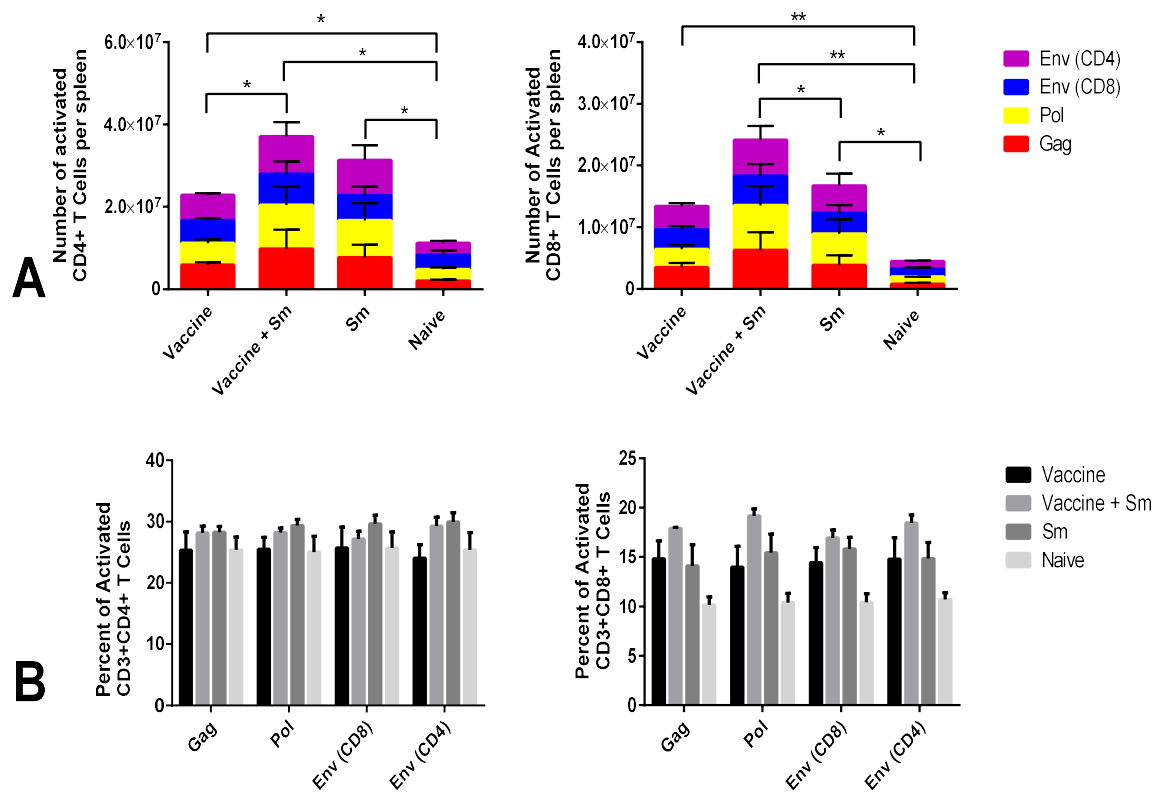 A
Number of activated
CD4+ T Cells per spleen
6.0×10⁷
4.0×10⁷
2.0×10⁷
0
*
*
*
*
Vaccine
Vaccine + Sm
Sm
Naive
Number of Activated
CD8+ T Cells per spleen
4.0×10⁷
3.0×10⁷
2.0×10⁷
1.0×10⁷
0
**
**
*
*
Vaccine
Vaccine + Sm
Sm
Naive
Env (CD4)
Env (CD8)
Pol
Gag
B
Percent of Activated
CD3+CD4+ T Cells
40
30
20
10
0
Gag
Pol
Env (CD8)
Env (CD4)
Percent of Activated
CD3+CD8+ T Cells
25
20
15
10
5
0
Gag
Pol
Env (CD8)
Env (CD4)
Vaccine
Vaccine + Sm
Sm
Naive